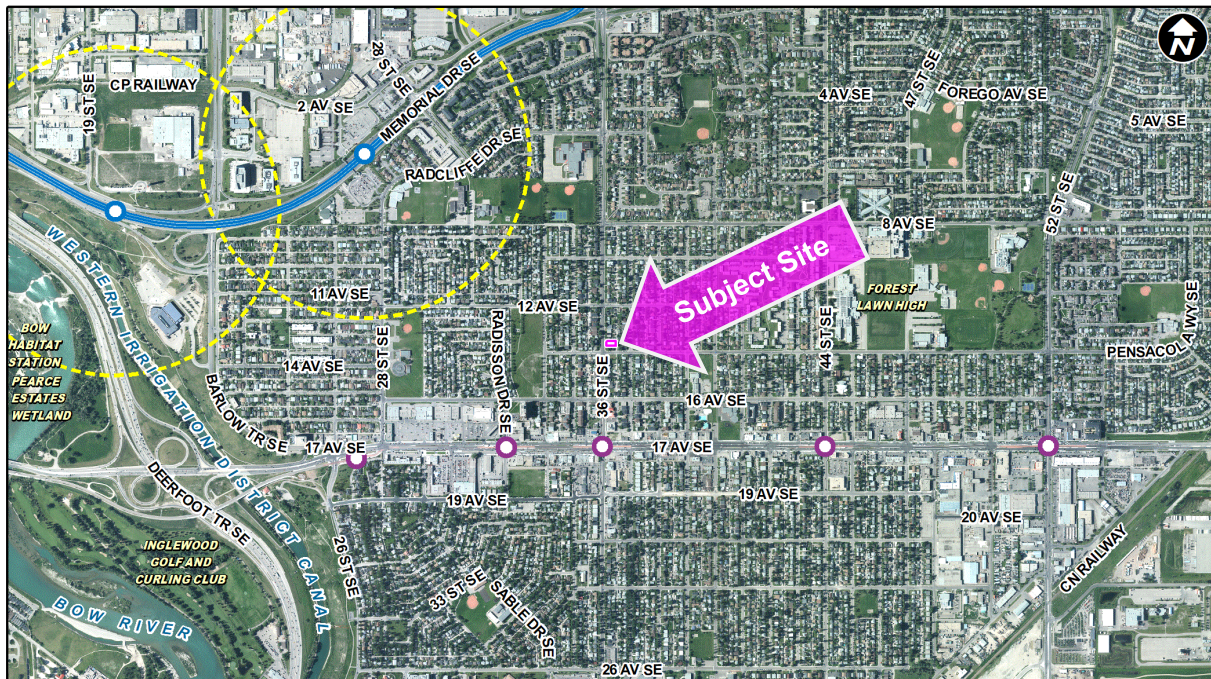 N
19 ST SE
CP RAILWAY
2 AV SE
28 ST SE
MEMORIAL DR SE
RADCLIFFE DR SE
4 AV SE
47 ST SE
FOREGO AV SE
5 AV SE
52 ST SE
8 AV SE
Subject Site
FOREST
LAWN HIGH
WESTERN IRRIGATION DISTRICT CANAL
11 AV SE
12 AV SE
BOW
HABITAT
STATION
PEARCE
ESTATES
WETLAND
14 AV SE
28 ST SE
RADISSON DR SE
36 ST SE
44 ST SE
PENSACOLA WY SE
BARLOW TR SE
16 AV SE
17 AV SE
17 AV SE
DEERFOOT TR SE
19 AV SE
19 AV SE
20 AV SE
INGLEWOOD
GOLF AND
CURLING CLUB
26 ST SE
33 ST SE
SABLE DR SE
CN RAILWAY
BOW RIVER
26 AV SE